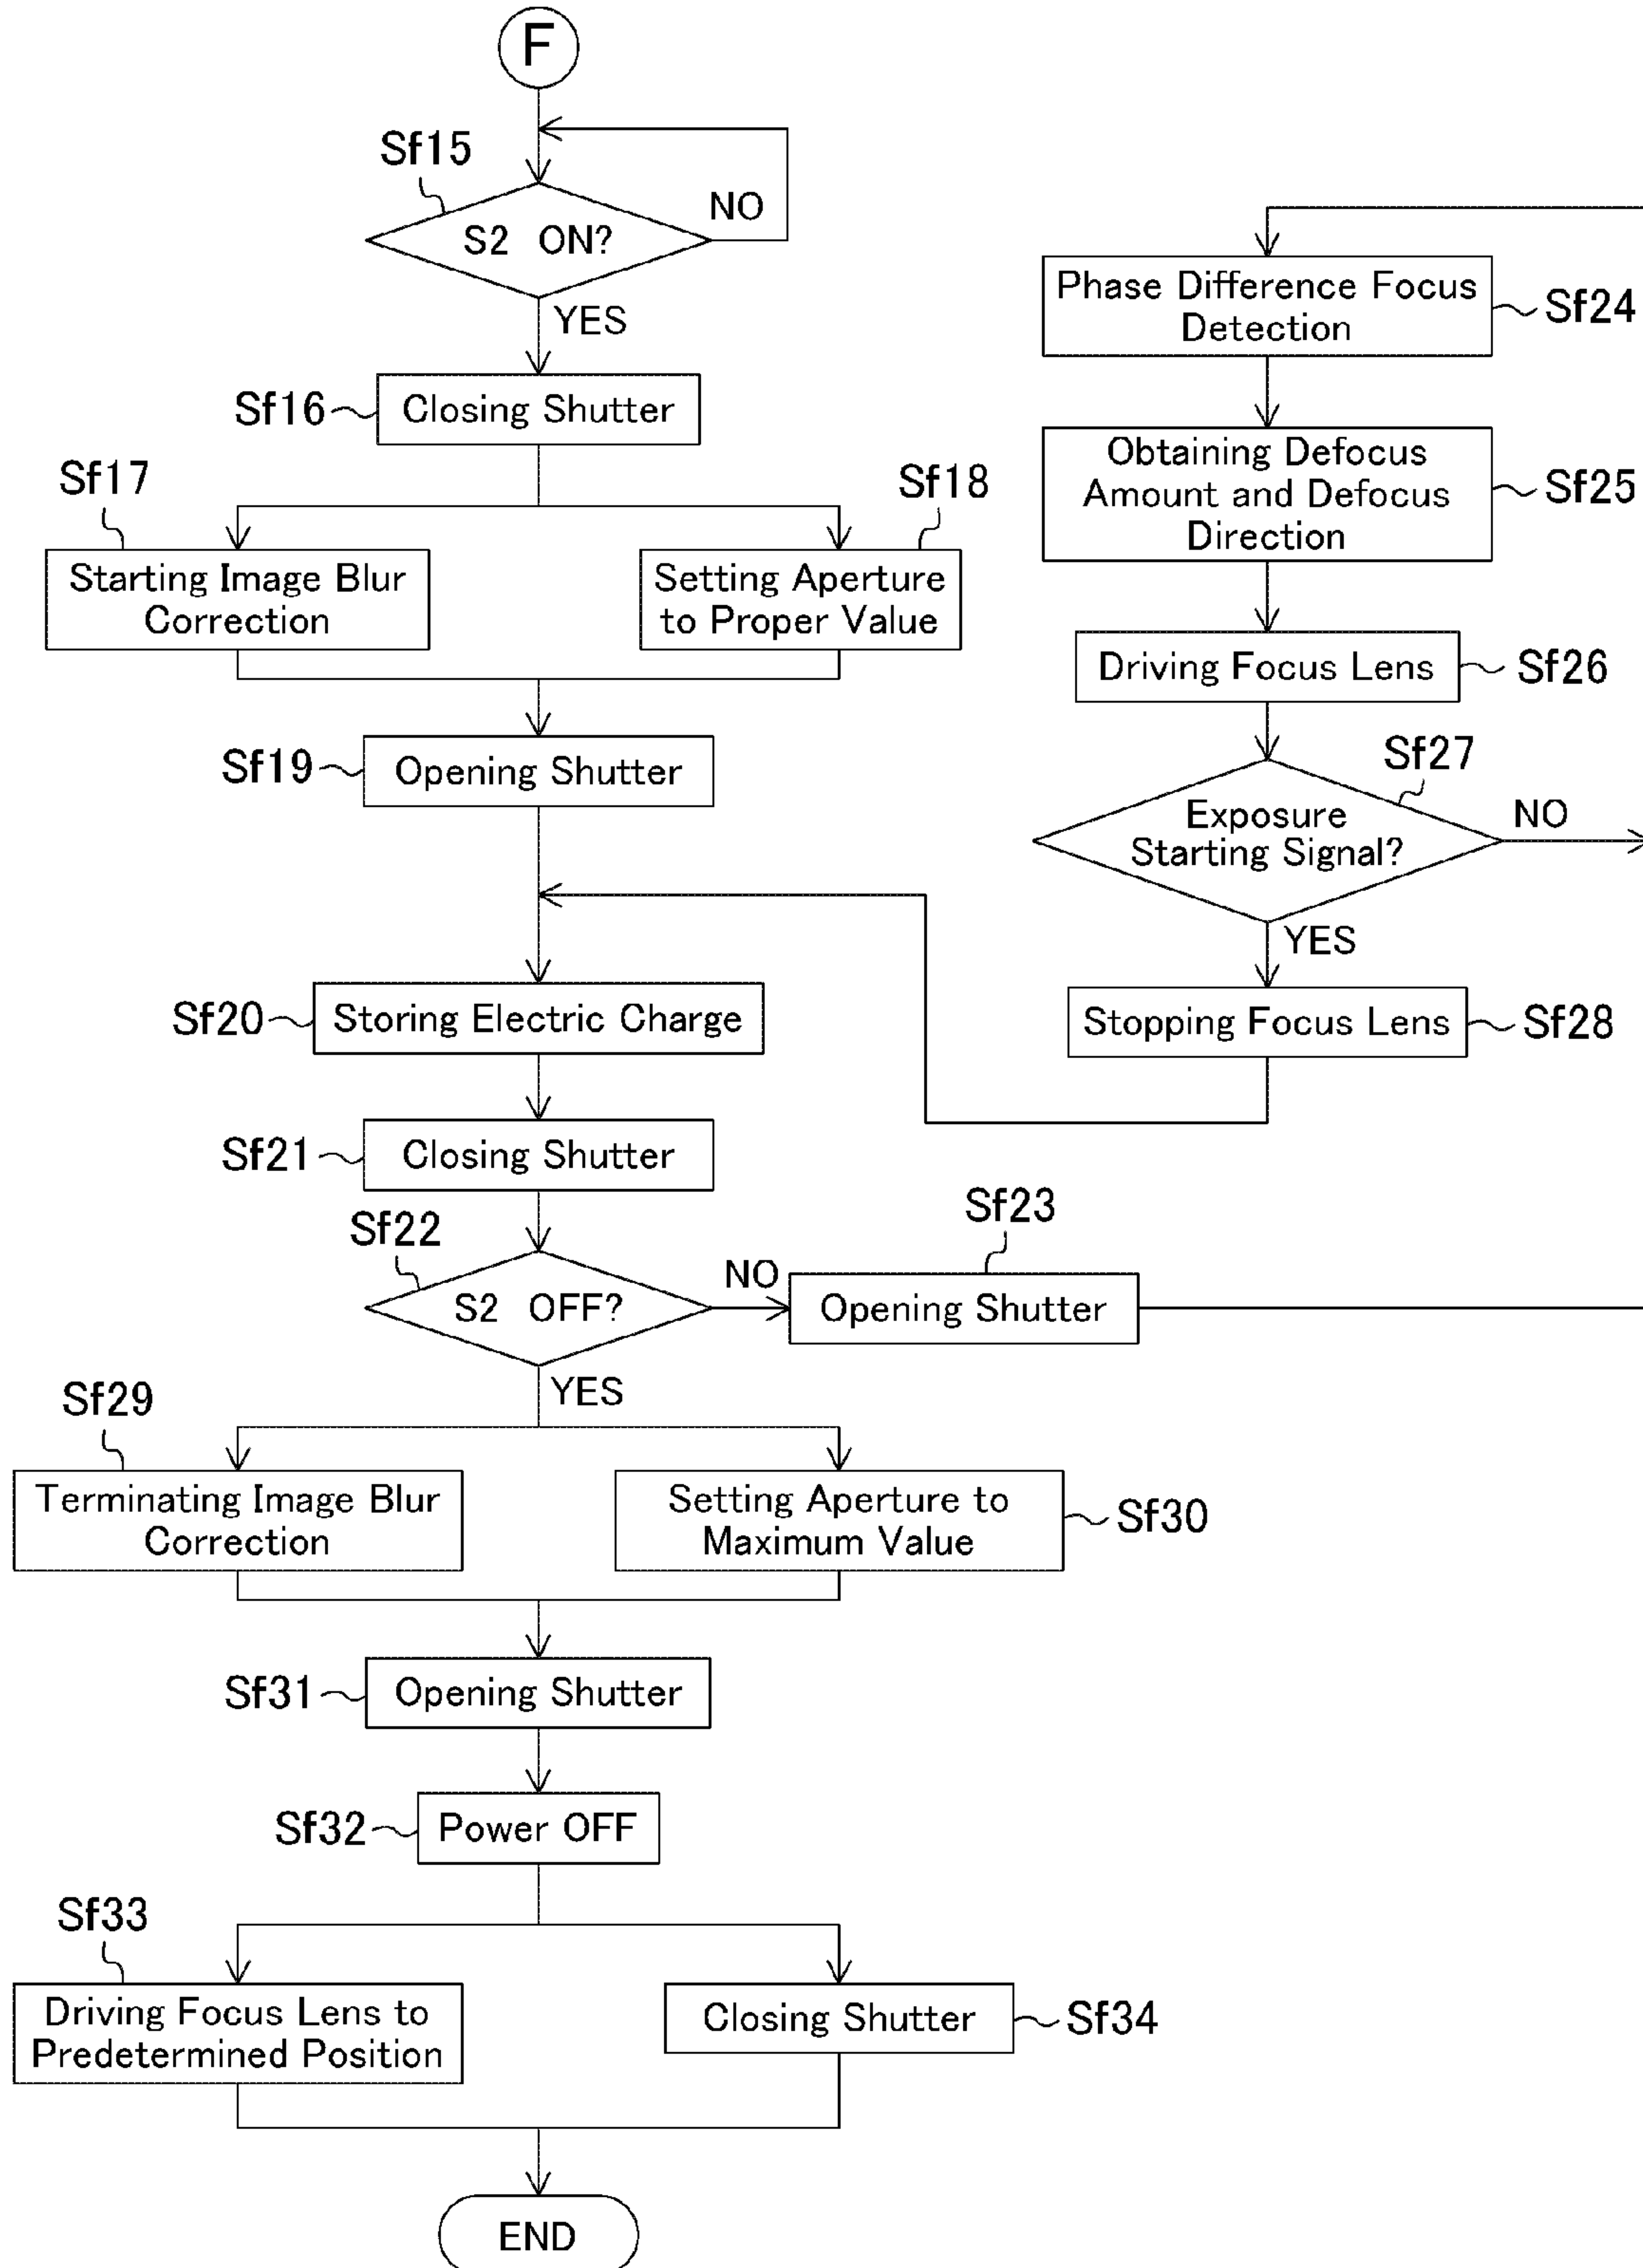 F
Sf15
S2 ON?
NO
YES
Sf16
Closing Shutter
Sf17
Starting Image Blur
Correction
Sf18
Setting Aperture
to Proper Value
Sf19
Opening Shutter
Sf20
Storing Electric Charge
Sf21
Closing Shutter
Sf22
S2 OFF?
NO
YES
Sf23
Opening Shutter
Phase Difference Focus
Detection
Sf24
Obtaining Defocus
Amount and Defocus
Direction
Sf25
Driving Focus Lens
Sf26
Sf27
Exposure
Starting Signal?
NO
YES
Stopping Focus Lens
Sf28
Sf29
Terminating Image Blur
Correction
Setting Aperture to
Maximum Value
Sf30
Sf31
Opening Shutter
Sf32
Power OFF
Sf33
Driving Focus Lens to
Predetermined Position
Closing Shutter
Sf34
END